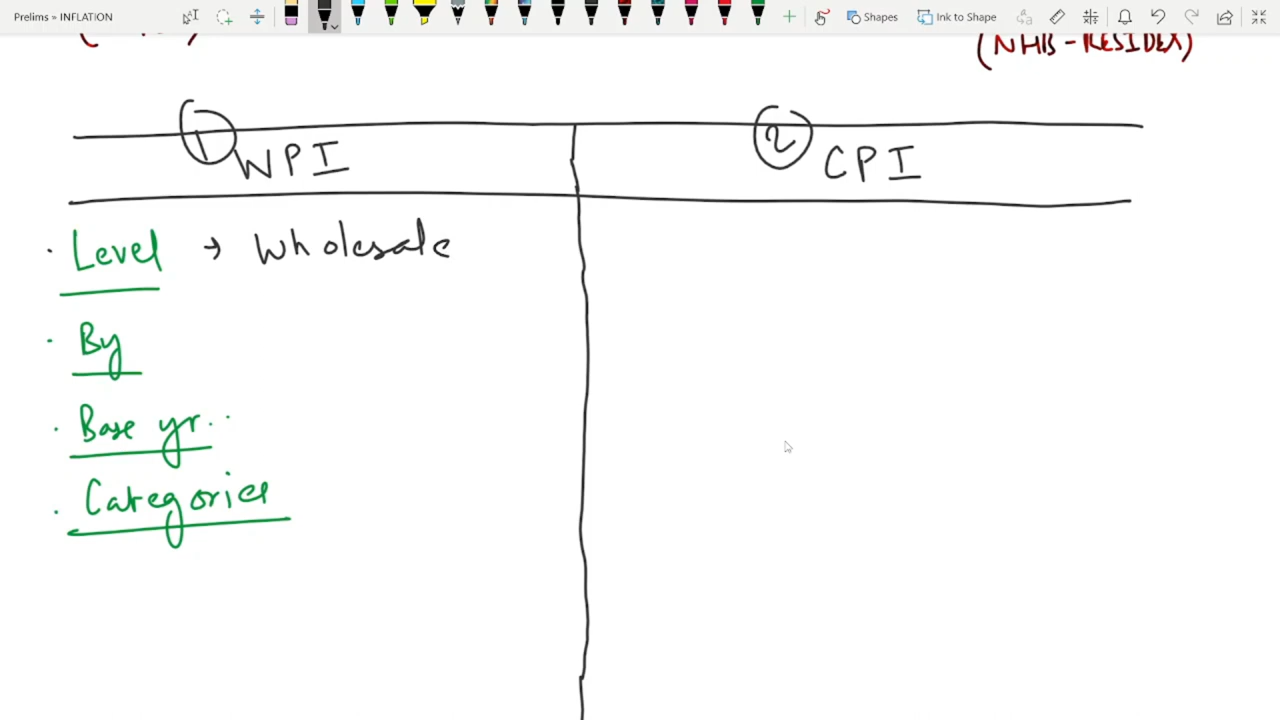 Prelims » INFLATION
Shapes
Ink to Shape
(NHB - RESIDEX)
1 WPI
2 CPI
· Level → Wholesale
· By
· Base yr.
· Categories